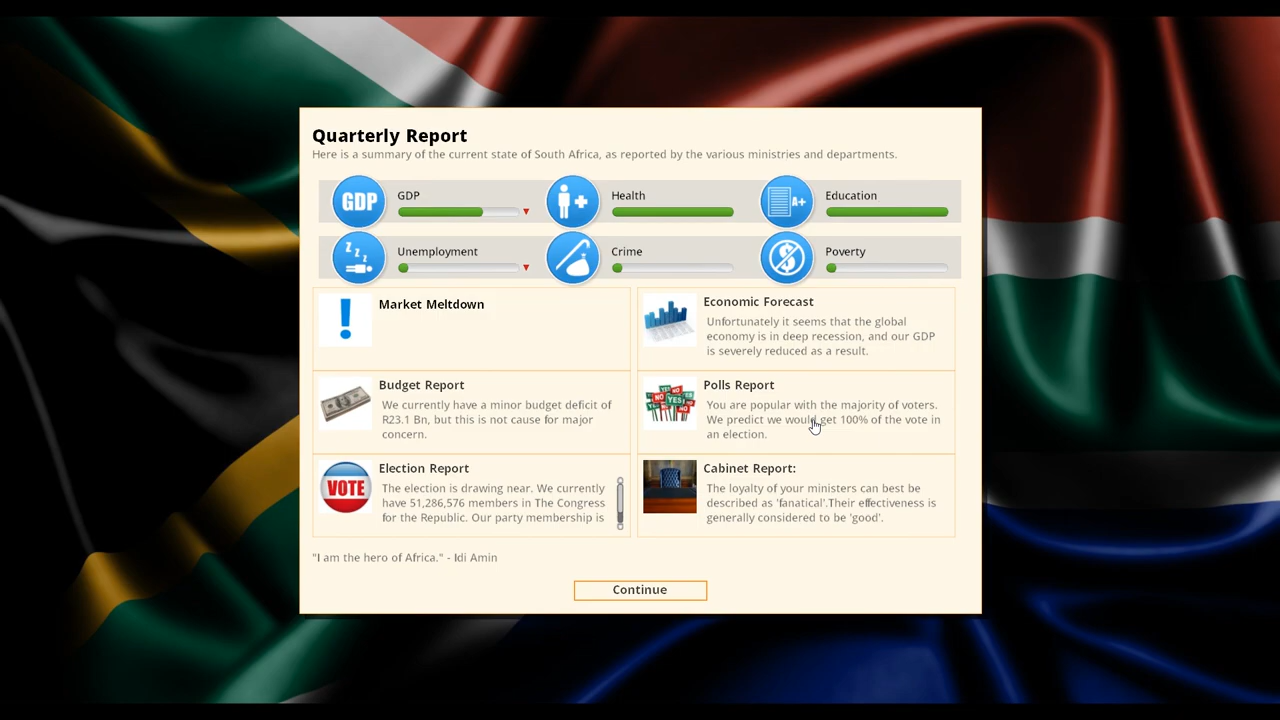 Quarterly Report
Here is a summary of the current state of South Africa, as reported by the various ministries and departments.
GDP
GDP
Health
A+
Education
Z Z Z
Unemployment
Crime
Poverty
Market Meltdown
Economic Forecast
Unfortunately it seems that the global
economy is in deep recession, and our GDP
is severely reduced as a result.
Budget Report
We currently have a minor budget deficit of
R23.1 Bn, but this is not cause for major
concern.
Polls Report
You are popular with the majority of voters.
We predict we would get 100% of the vote in
an election.
VOTE
Election Report
The election is drawing near. We currently
have 51,286,576 members in The Congress
for the Republic. Our party membership is
Cabinet Report:
The loyalty of your ministers can best be
described as 'fanatical'.Their effectiveness is
generally considered to be 'good'.
"I am the hero of Africa." - Idi Amin
Continue